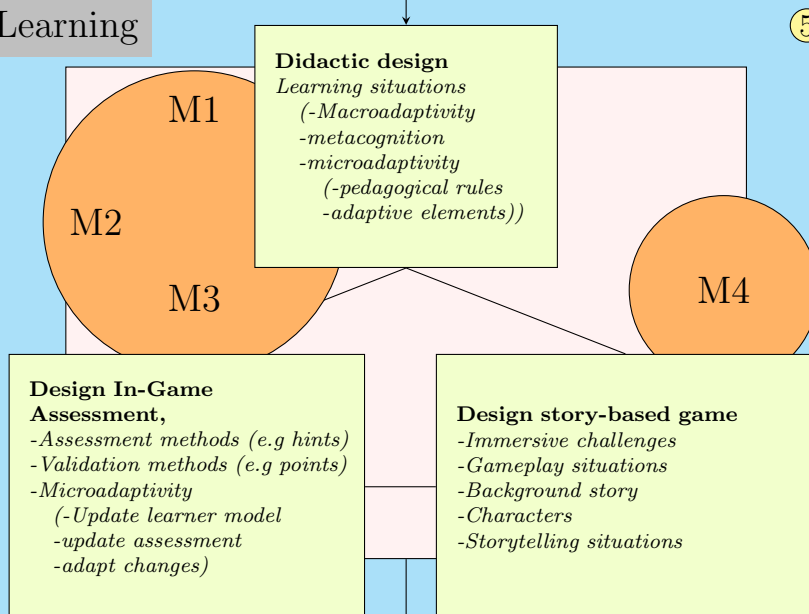 Learning
5
Didactic design
Learning situations
(-Macroadaptivity
-metacognition
-microadaptivity
(-pedagogical rules
-adaptive elements))
M1
M2
M3
M4
Design In-Game
Assessment,
-Assessment methods (e.g hints)
-Validation methods (e.g points)
-Microadaptivity
(-Update learner model
-update assessment
-adapt changes)
Design story-based game
-Immersive challenges
-Gameplay situations
-Background story
-Characters
-Storytelling situations